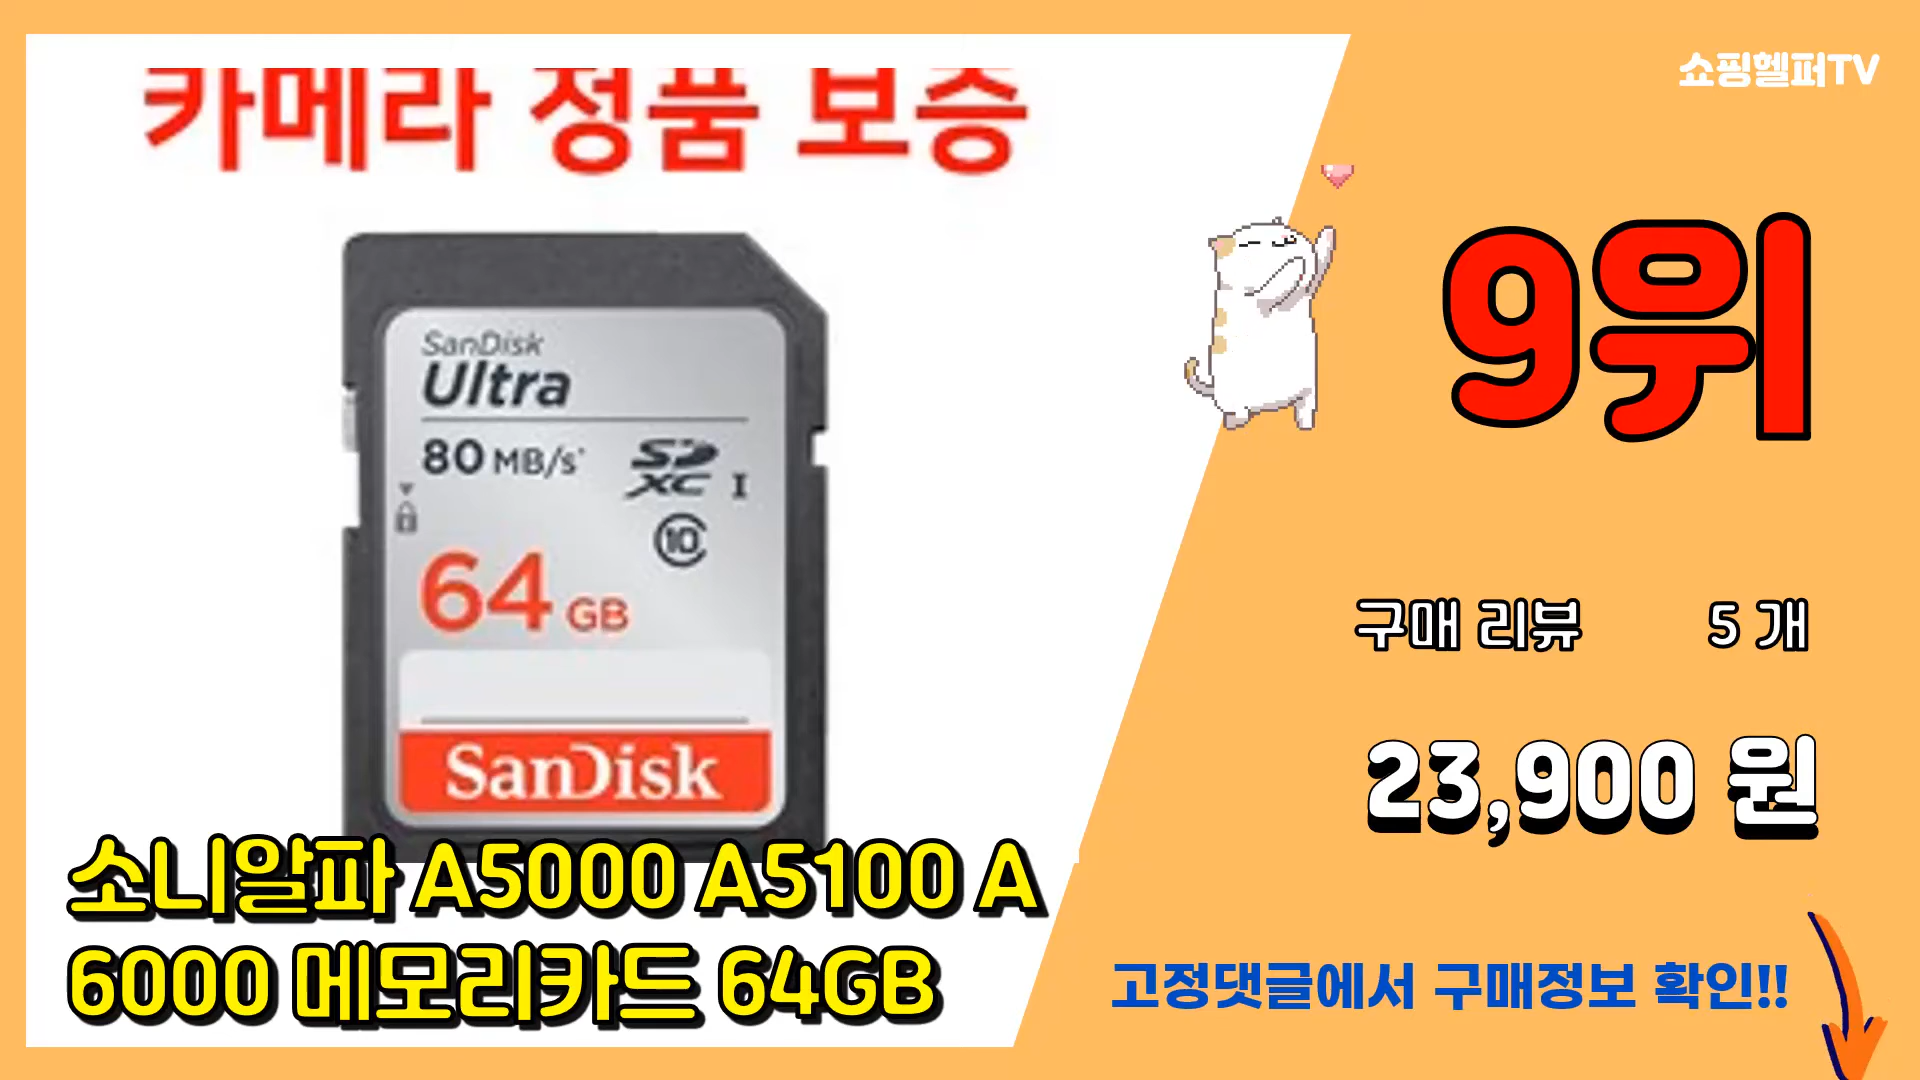 카메라 정품 보증
쇼핑헬퍼TV
9위
SanDisk
Ultra
80 MB/s*
SD
XC I
10
64 GB
SanDisk
구매 리뷰 5 개
23,900 원
소니알파 A5000 A5100 A
6000 메모리카드 64GB
고정댓글에서 구매정보 확인!!